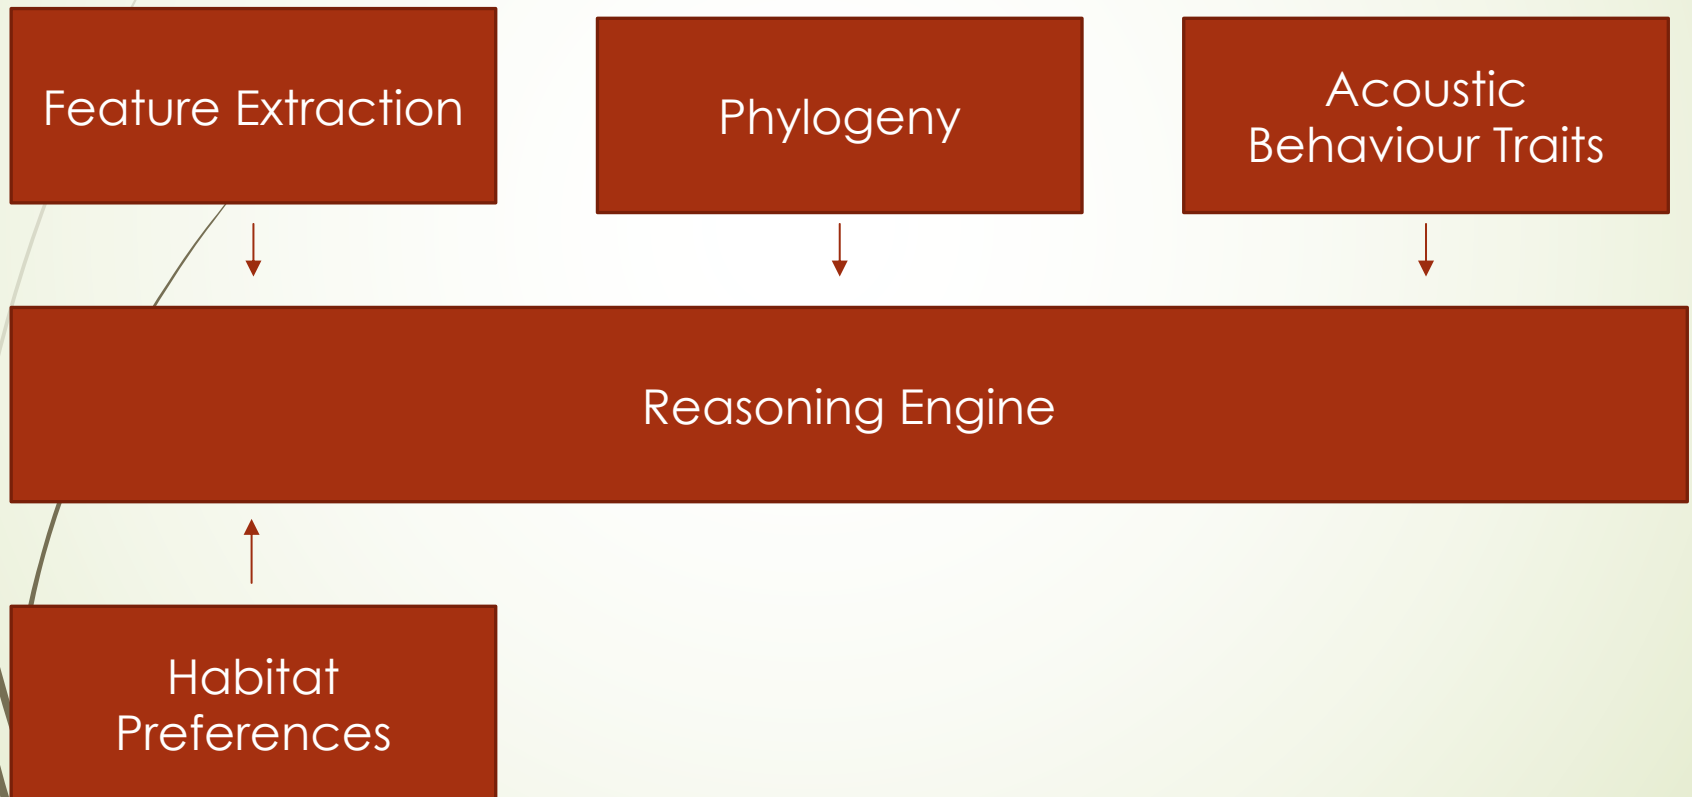 Feature Extraction
Phylogeny
Acoustic
Behaviour Traits
Reasoning Engine
Habitat
Preferences